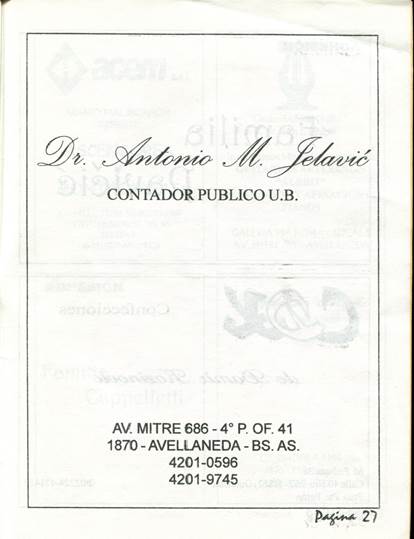 Dr. Antonio M. Jelavić
CONTADOR PUBLICO U.B.
AV. MITRE 686 - 4° P. OF. 41
1870 - AVELLANEDA - BS. AS.
4201-0596
4201-9745
Pagina 27